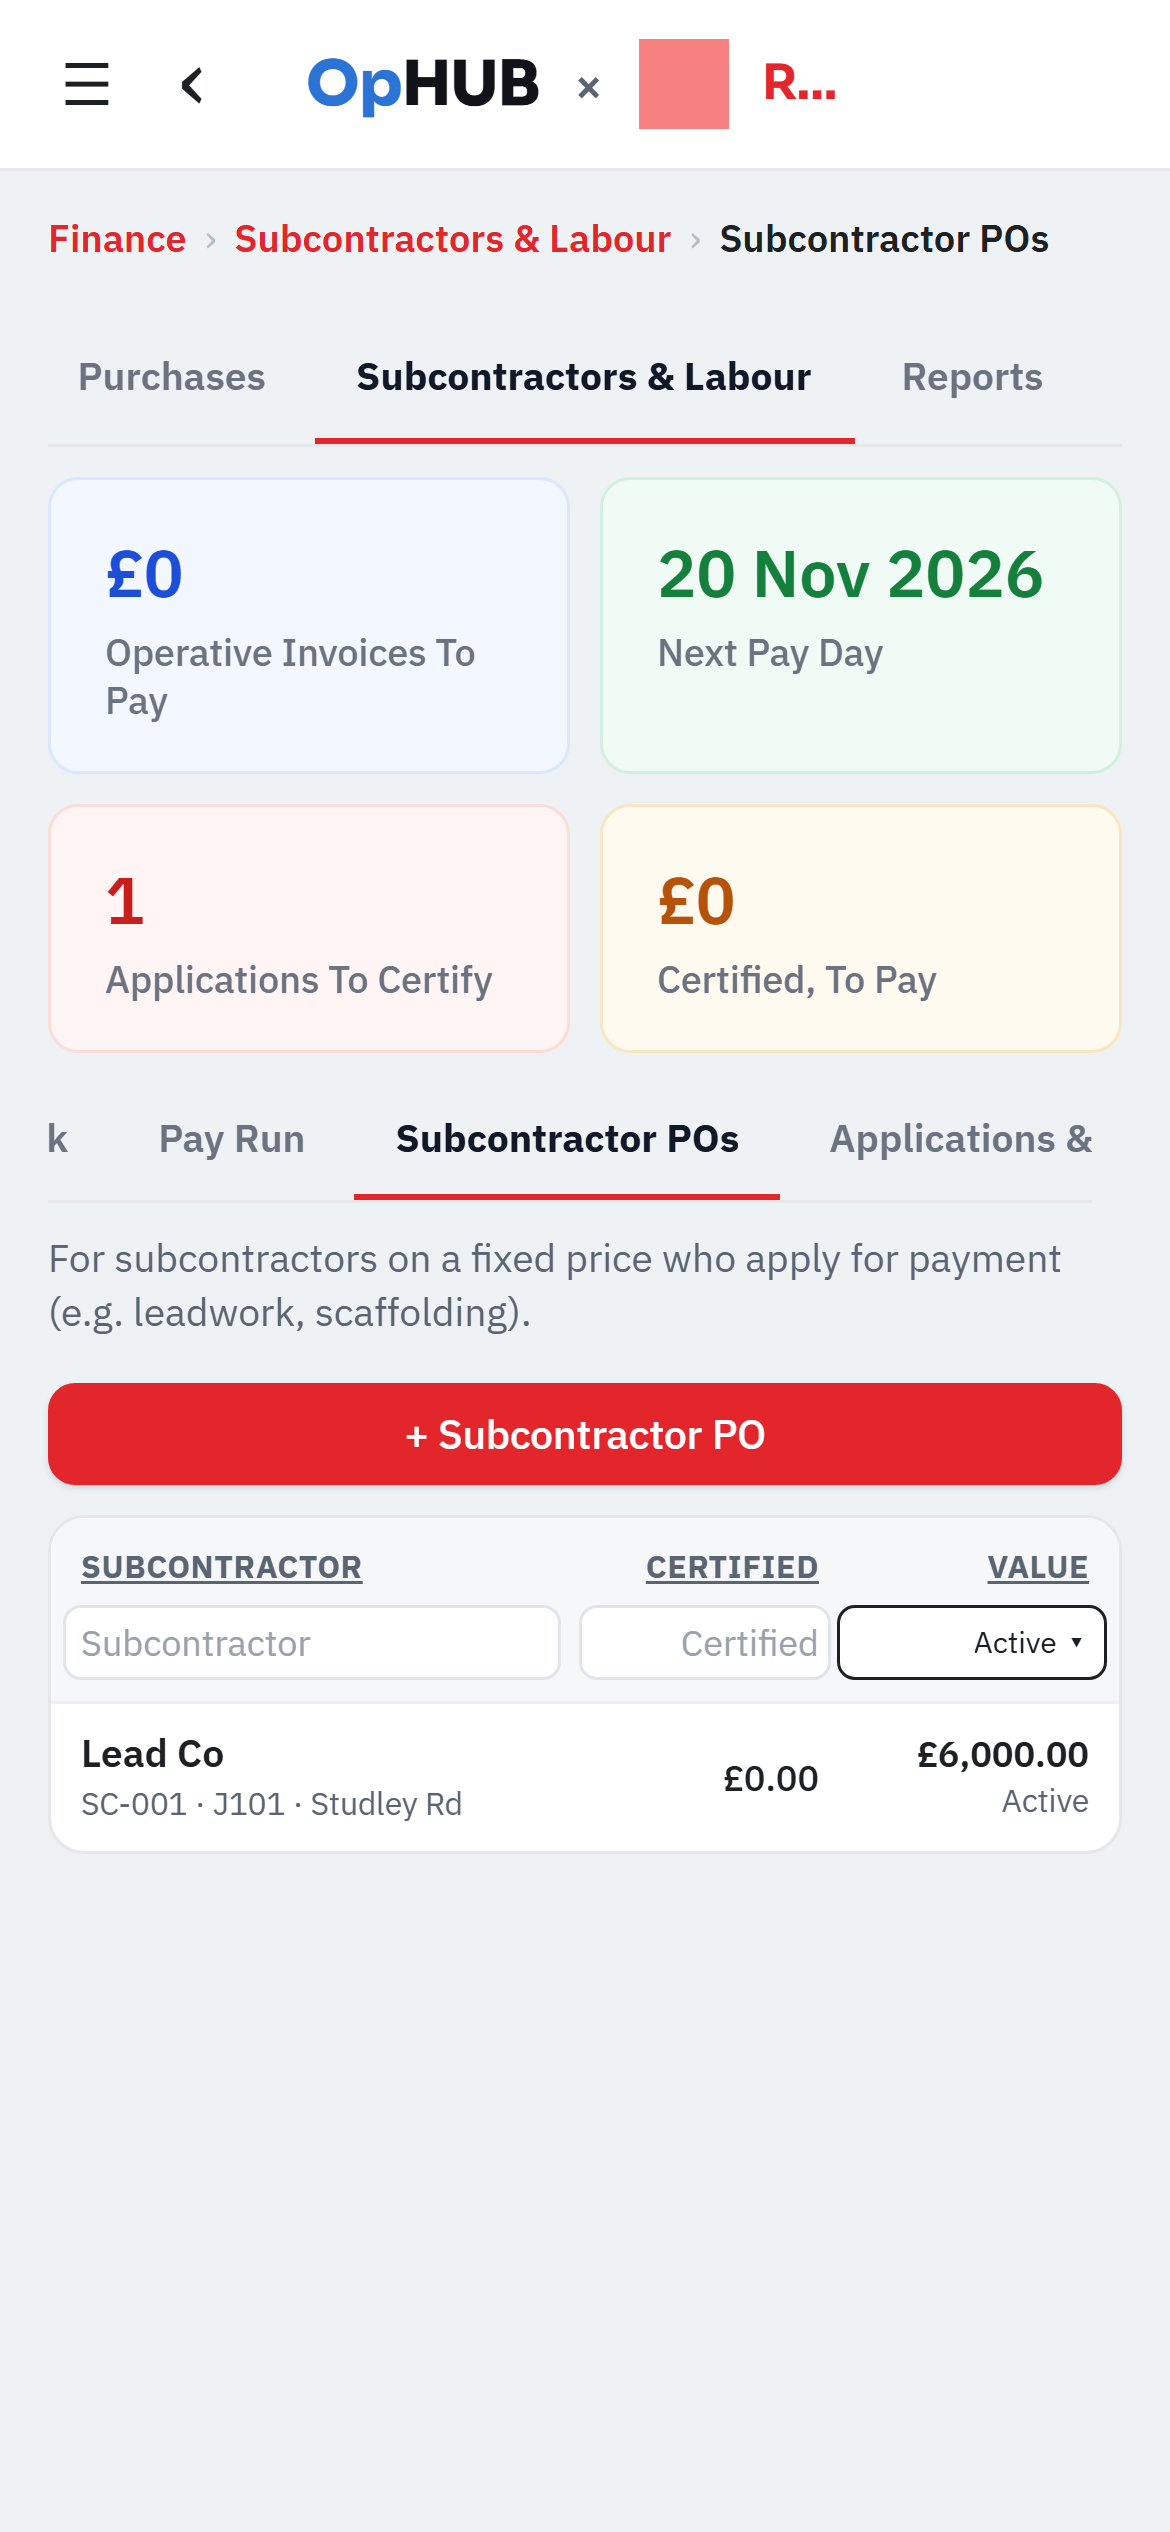 OpHUB × R...
Finance › Subcontractors & Labour › Subcontractor POs
Purchases Subcontractors & Labour Reports
£0
Operative Invoices To
Pay
20 Nov 2026
Next Pay Day
1
Applications To Certify
£0
Certified, To Pay
k Pay Run Subcontractor POs Applications &
For subcontractors on a fixed price who apply for payment
(e.g. leadwork, scaffolding).
+ Subcontractor PO
SUBCONTRACTOR CERTIFIED VALUE
Subcontractor Certified Active ▼
Lead Co £0.00 £6,000.00
SC-001 · J101 · Studley Rd Active